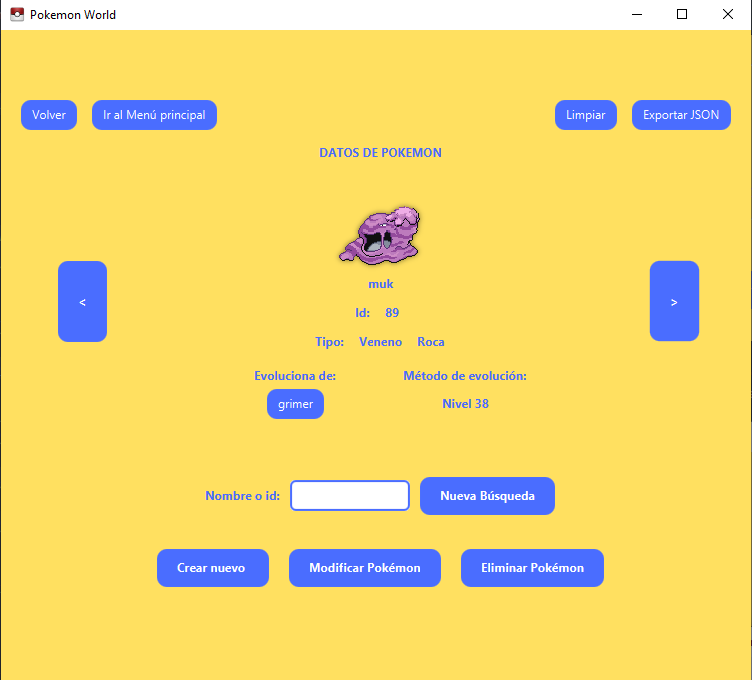 Pokemon World
Volver Ir al Menú principal Limpiar Exportar JSON
DATOS DE POKEMON
muk
< >
Id: 89
Tipo: Veneno Roca
Evoluciona de: Método de evolución:
grimer Nivel 38
Nombre o id: Nueva Búsqueda
Crear nuevo Modificar Pokémon Eliminar Pokémon